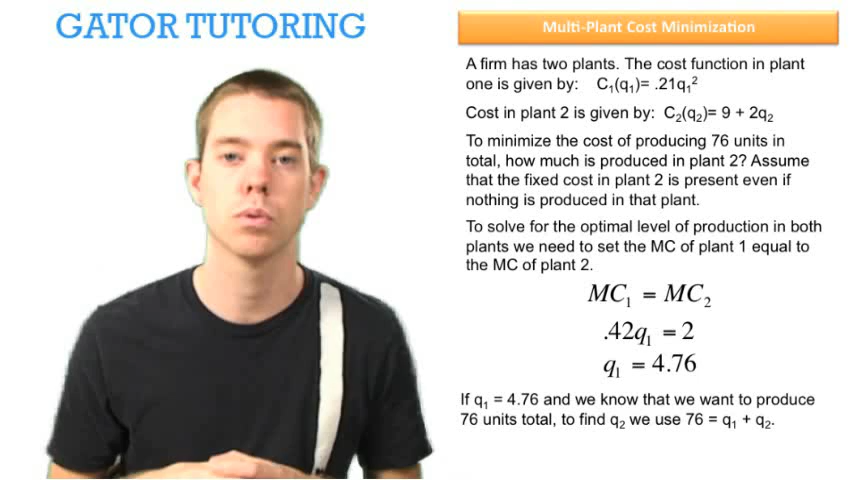 GATOR TUTORING
Multi-Plant Cost Minimization
A firm has two plants. The cost function in plant
one is given by: C₁(q₁)= .21q₁²
Cost in plant 2 is given by: C₂(q₂)= 9 + 2q₂
To minimize the cost of producing 76 units in
total, how much is produced in plant 2? Assume
that the fixed cost in plant 2 is present even if
nothing is produced in that plant.
To solve for the optimal level of production in both
plants we need to set the MC of plant 1 equal to
the MC of plant 2.
MC₁ = MC₂
.42q₁ = 2
q₁ = 4.76
If q₁ = 4.76 and we know that we want to produce
76 units total, to find q₂ we use 76 = q₁ + q₂.